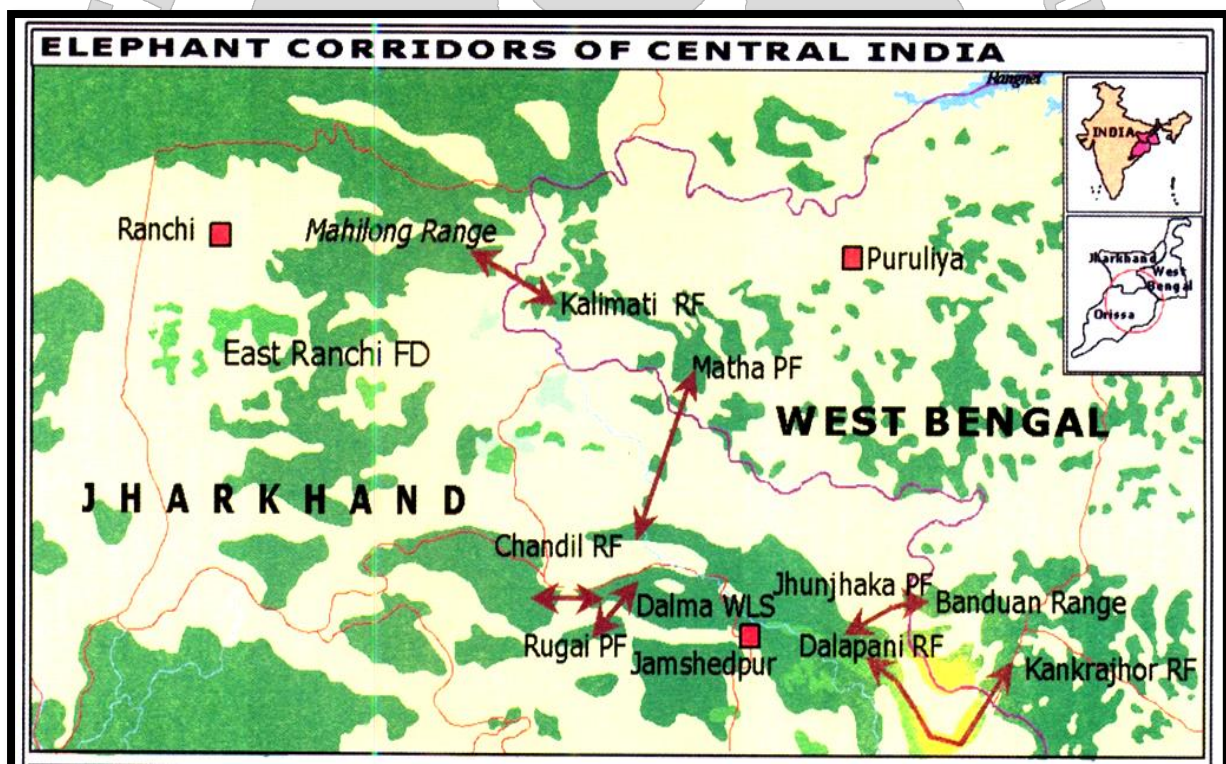 ELEPHANT CORRIDORS OF CENTRAL INDIA
INDIA
Ranchi
Mahilong Range
Puruliya
Jharkhand
West
Bengal
Orissa
Kalimati RF
East Ranchi FD
Matha PF
WEST BENGAL
JHARKHAND
Chandil RF
Jhunjhaka PF
Dalma WLS
Banduan Range
Rugai PF
Jamshedpur
Dalapani RF
Kankrajhor RF